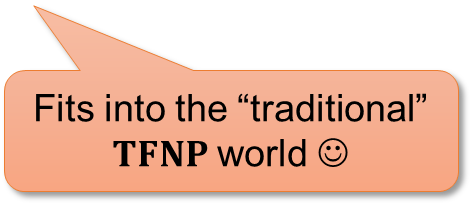 Fits into the “traditional”
TFNP world ☺